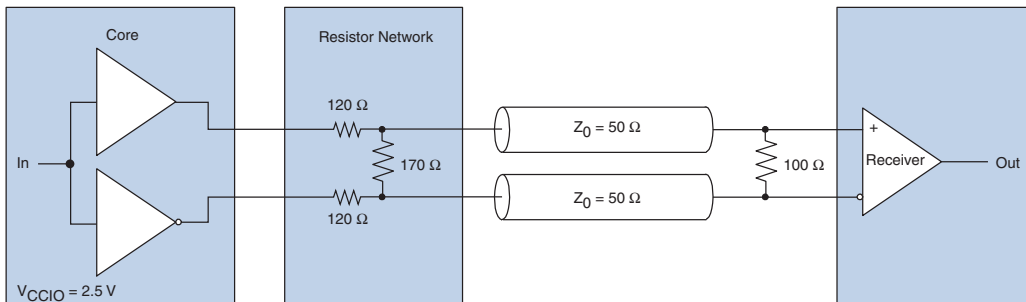 Core
Resistor Network
120 Ω
Z0 = 50 Ω
+
In
170 Ω
100 Ω
Receiver
Out
Z0 = 50 Ω
120 Ω
VCCIO = 2.5 V